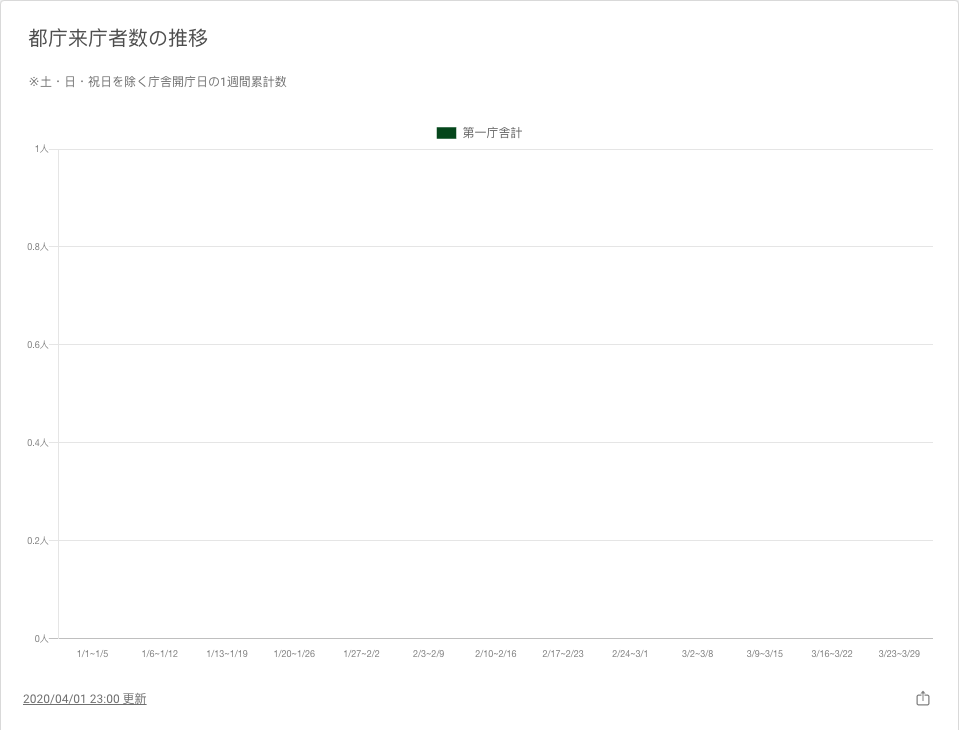 都庁来庁者数の推移
※土・日・祝日を除く庁舎開庁日の1週間累計数
第一庁舎計
1人
0.8人
0.6人
0.4人
0.2人
0人
1/1~1/5 1/6~1/12 1/13~1/19 1/20~1/26 1/27~2/2 2/3~2/9 2/10~2/16 2/17~2/23 2/24~3/1 3/2~3/8 3/9~3/15 3/16~3/22 3/23~3/29
2020/04/01 23:00 更新